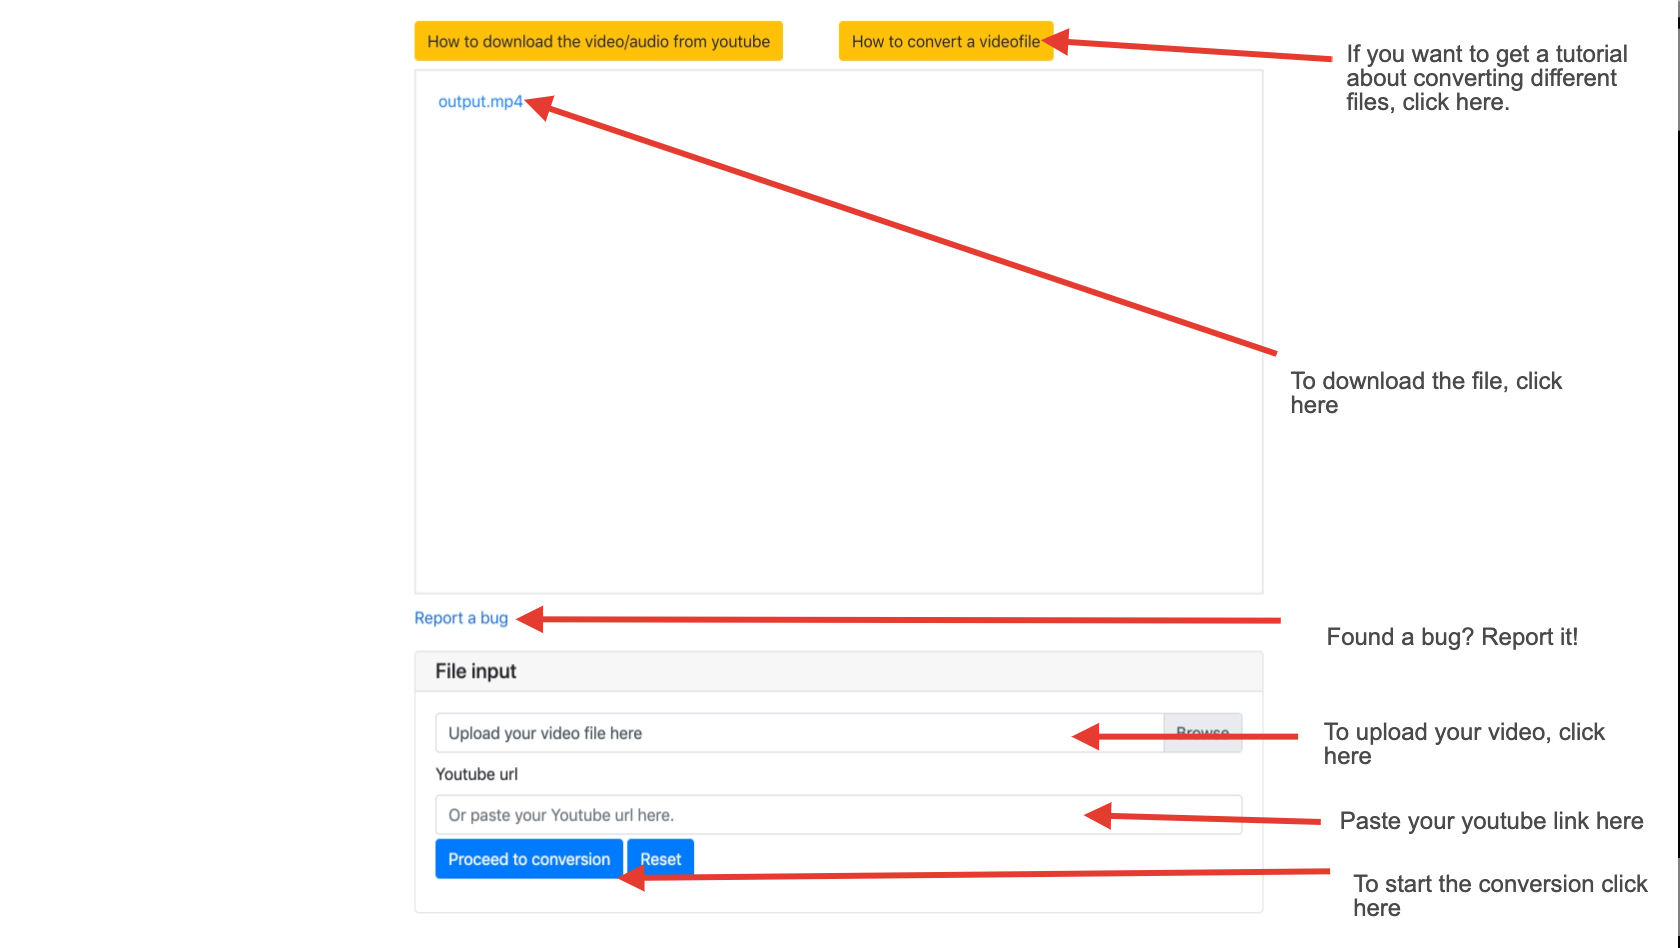 How to download the video/audio from youtube
How to convert a videofile
If you want to get a tutorial
about converting different
files, click here.
output.mp4
To download the file, click
here
Report a bug
Found a bug? Report it!
File input
Upload your video file here
Browse
To upload your video, click
here
Youtube url
Or paste your Youtube url here.
Paste your youtube link here
Proceed to conversion
Reset
To start the conversion click
here